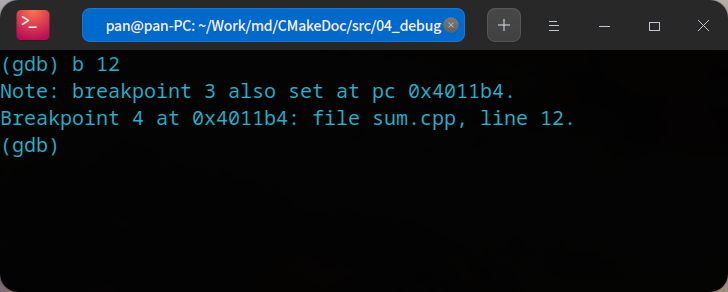 pan@pan-PC: ~/Work/md/CMakeDoc/src/04_debug
(gdb) b 12
Note: breakpoint 3 also set at pc 0x4011b4.
Breakpoint 4 at 0x4011b4: file sum.cpp, line 12.
(gdb)